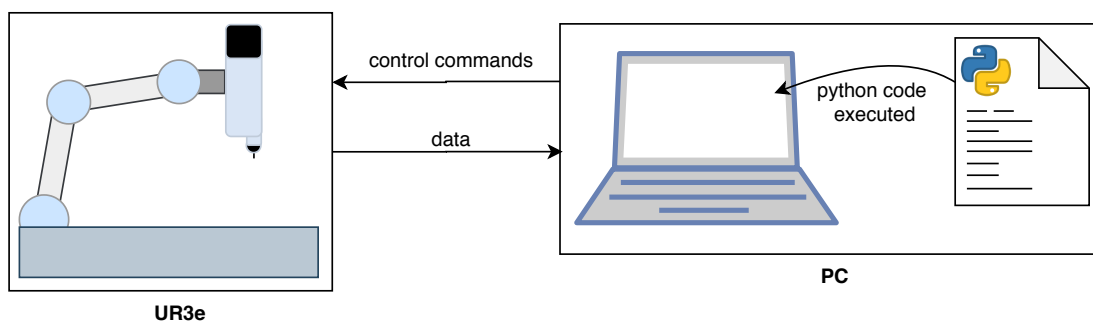 control commands
data
python code
executed
UR3e
PC